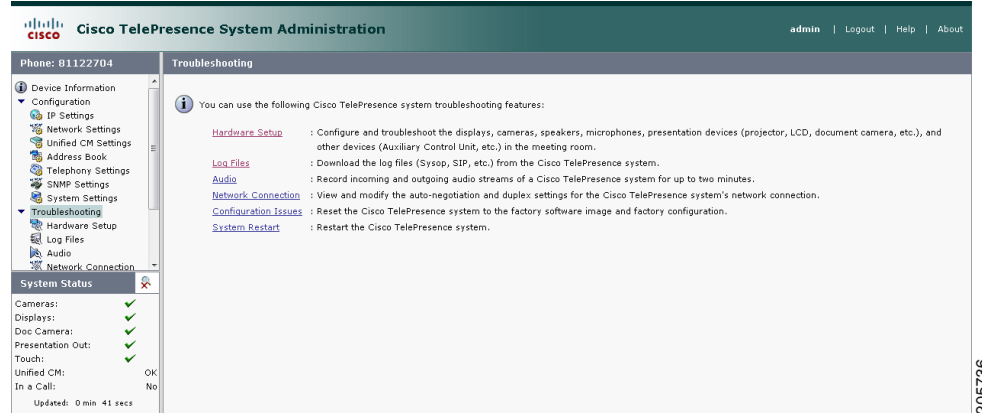 CISCO
Cisco TelePresence System Administration
admin | Logout | Help | About
Phone: 81122704
Troubleshooting
Device Information
Configuration
IP Settings
Network Settings
Unified CM Settings
Address Book
Telephony Settings
SNMP Settings
System Settings
Troubleshooting
Hardware Setup
Log Files
Audio
Network Connection
System Status
Cameras:
Displays:
Doc Camera:
Presentation Out:
Touch:
Unified CM: OK
In a Call: No
Updated: 0 min 41 secs
You can use the following Cisco TelePresence system troubleshooting features:
Hardware Setup : Configure and troubleshoot the displays, cameras, speakers, microphones, presentation devices (projector, LCD, document camera, etc.), and
other devices (Auxiliary Control Unit, etc.) in the meeting room.
Log Files : Download the log files (Sysop, SIP, etc.) from the Cisco TelePresence system.
Audio : Record incoming and outgoing audio streams of a Cisco TelePresence system for up to two minutes.
Network Connection : View and modify the auto-negotiation and duplex settings for the Cisco TelePresence system's network connection.
Configuration Issues : Reset the Cisco TelePresence system to the factory software image and factory configuration.
System Restart : Restart the Cisco TelePresence system.